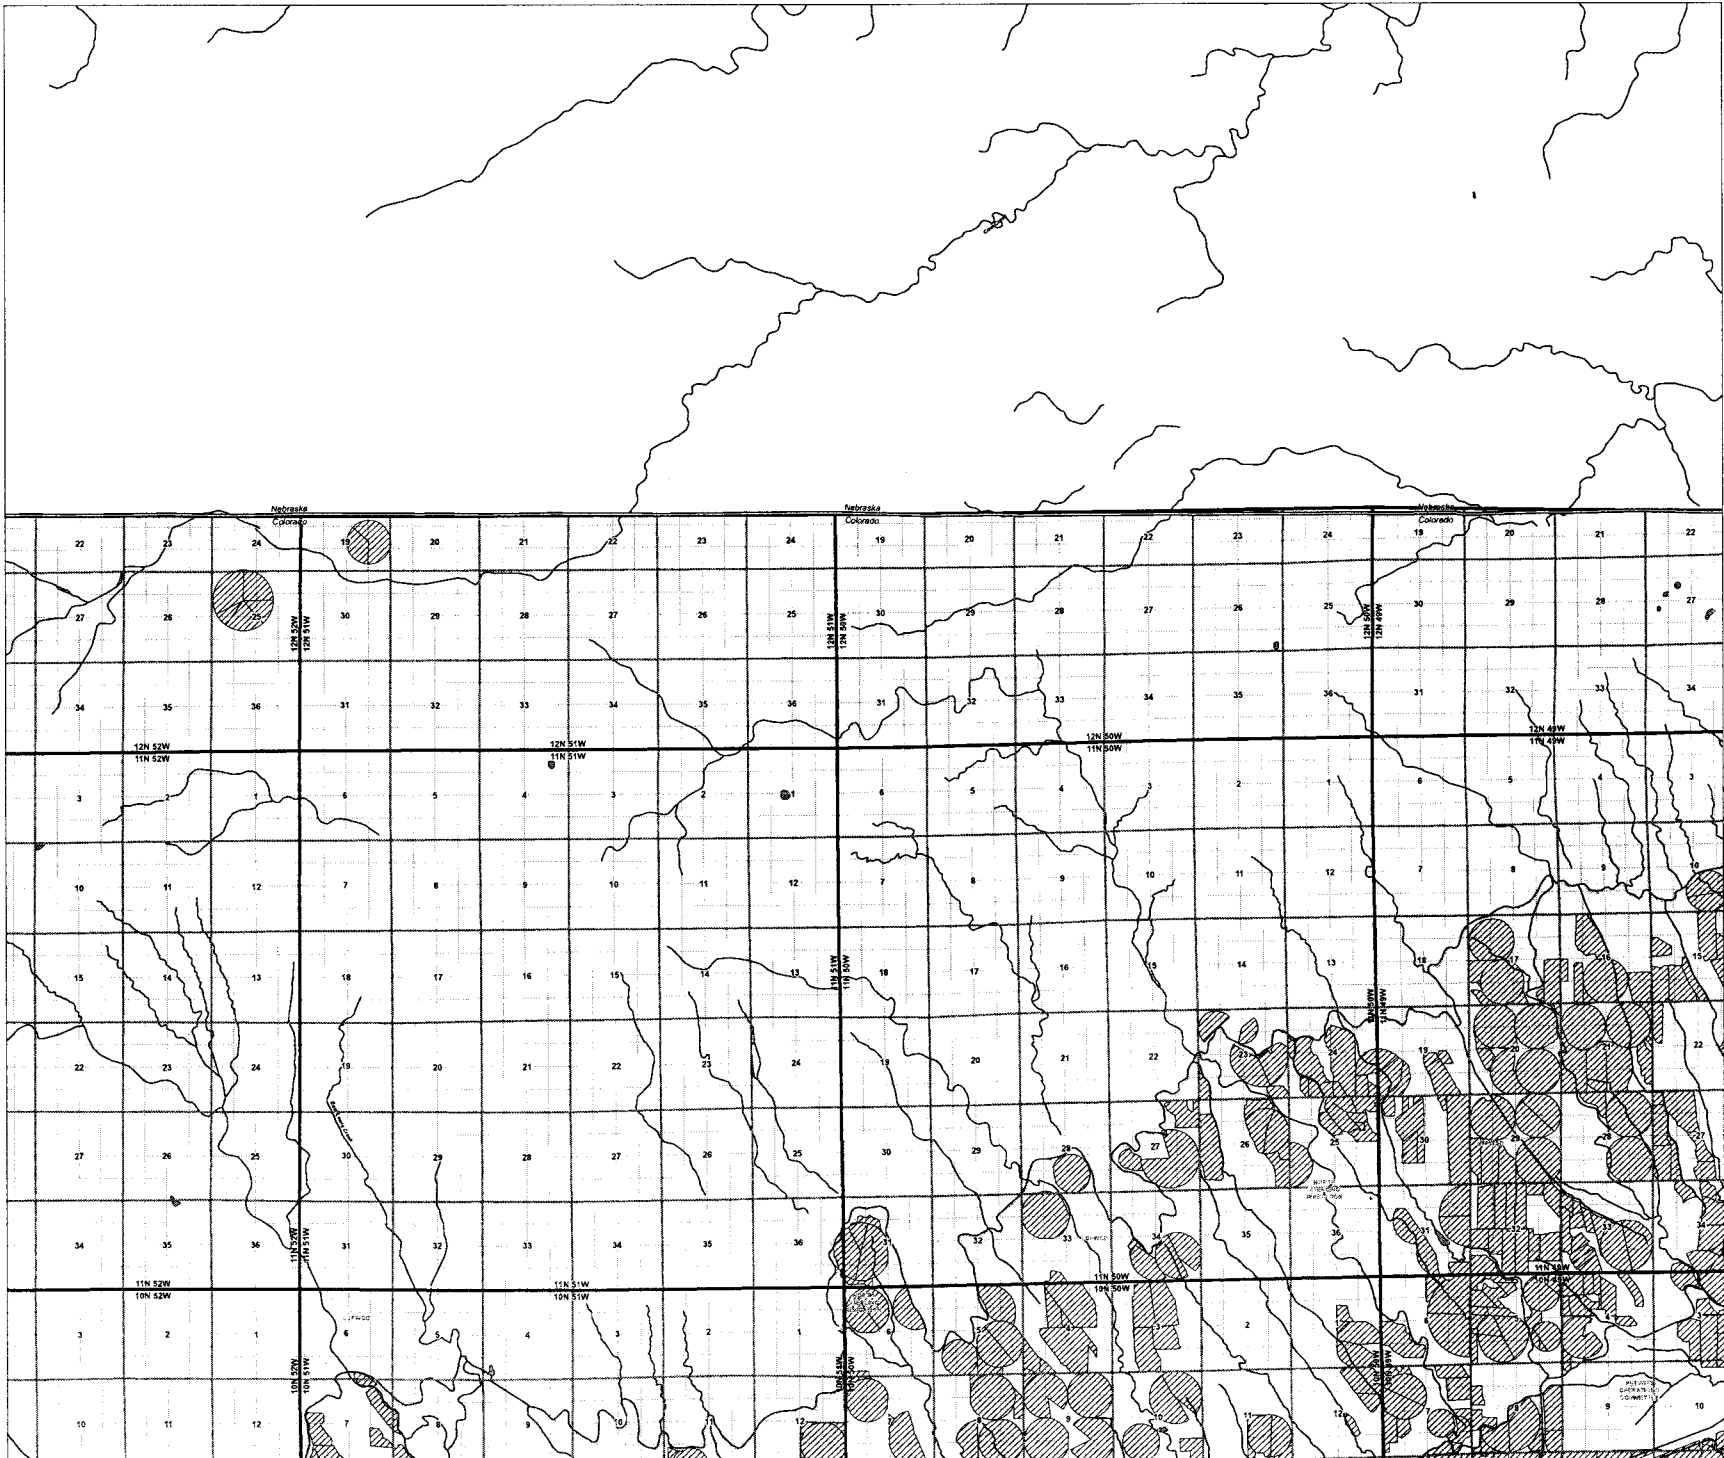 Nebraska Nebraska Nebraska
Colorado Colorado Colorado
22 23 24 19 20 21 22 23 24 19 20 21 22 23 24 19 20 21 22
27 26 25 30 29 28 27 26 25 30 29 28 27 26 25 30 29 28 27
12N 52W 12N 51W 12N 51W 12N 50W 12N 50W 12N 49W
34 35 36 31 32 33 34 35 36 31 32 33 34 35 36 31 32 33 34
12N 52W 12N 51W 12N 50W 12N 49W
11N 52W 11N 51W 11N 50W 11N 49W
3 2 1 6 5 4 3 2 1 6 5 4 3 2 1 6 5 4 3
10 11 12 7 8 9 10 11 12 7 8 9 10 11 12 7 8 9 10
15 14 13 18 17 16 15 14 13 18 17 16 15 14 13 18 17 16 15
11N 51W 11N 50W 11N 50W 11N 49W
22 23 24 19 20 21 22 23 24 19 20 21 22 23 24 19 20 21 22
27 26 25 30 29 28 27 26 25 30 29 28 27 26 25 30 29 28 27
34 35 36 31 32 33 34 35 36 31 32 33 34 35 36 31 32 33 34
11N 52W 11N 51W
11N 52W 11N 51W 11N 50W 11N 49W
10N 52W 10N 51W 10N 50W 10N 49W
3 2 1 6 5 4 3 2 1 6 5 4 3 2 6
10N 52W 10N 51W 10N 51W 10N 50W 10N 50W 10N 49W
10 11 12 7 8 9 10 11 12 8 9 10 11 12 7 8 9 10